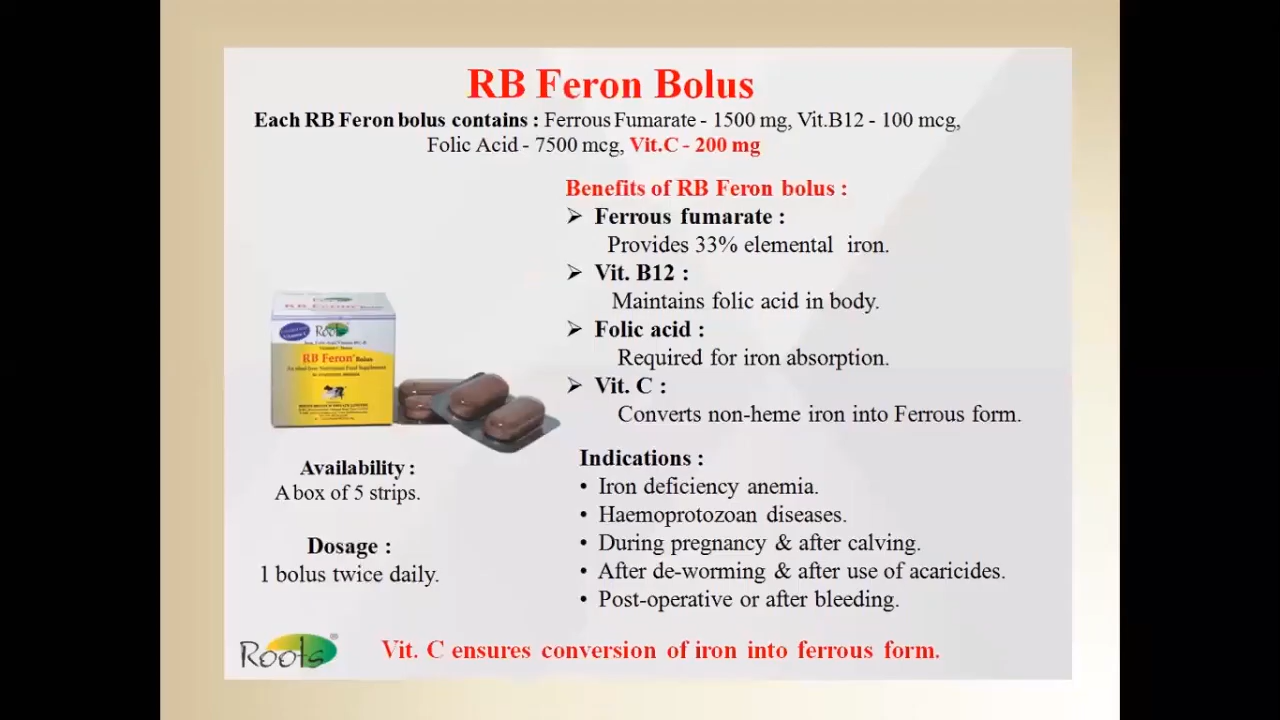 RB Feron Bolus
Each RB Feron bolus contains : Ferrous Fumarate - 1500 mg, Vit.B12 - 100 mcg,
Folic Acid - 7500 mcg, Vit.C - 200 mg
Benefits of RB Feron bolus :
➢ Ferrous fumarate :
Provides 33% elemental iron.
➢ Vit. B12 :
Maintains folic acid in body.
➢ Folic acid :
Required for iron absorption.
➢ Vit. C :
Converts non-heme iron into Ferrous form.
Roots
RB Feron Bolus
Availability :
A box of 5 strips.
Dosage :
1 bolus twice daily.
Indications :
• Iron deficiency anemia.
• Haemoprotozoan diseases.
• During pregnancy & after calving.
• After de-worming & after use of acaricides.
• Post-operative or after bleeding.
Roots®
Vit. C ensures conversion of iron into ferrous form.